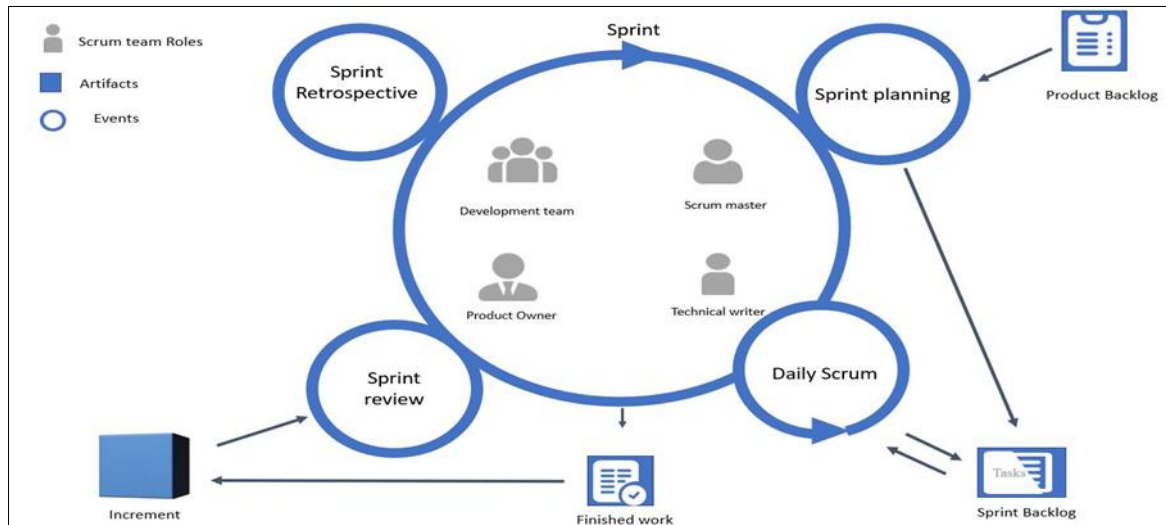 Scrum team Roles
Artifacts
Events
Sprint
Sprint
Retrospective
Sprint planning
Product Backlog
Development team
Scrum master
Product Owner
Technical writer
Sprint
review
Daily Scrum
Increment
Finished work
Tasks
Sprint Backlog